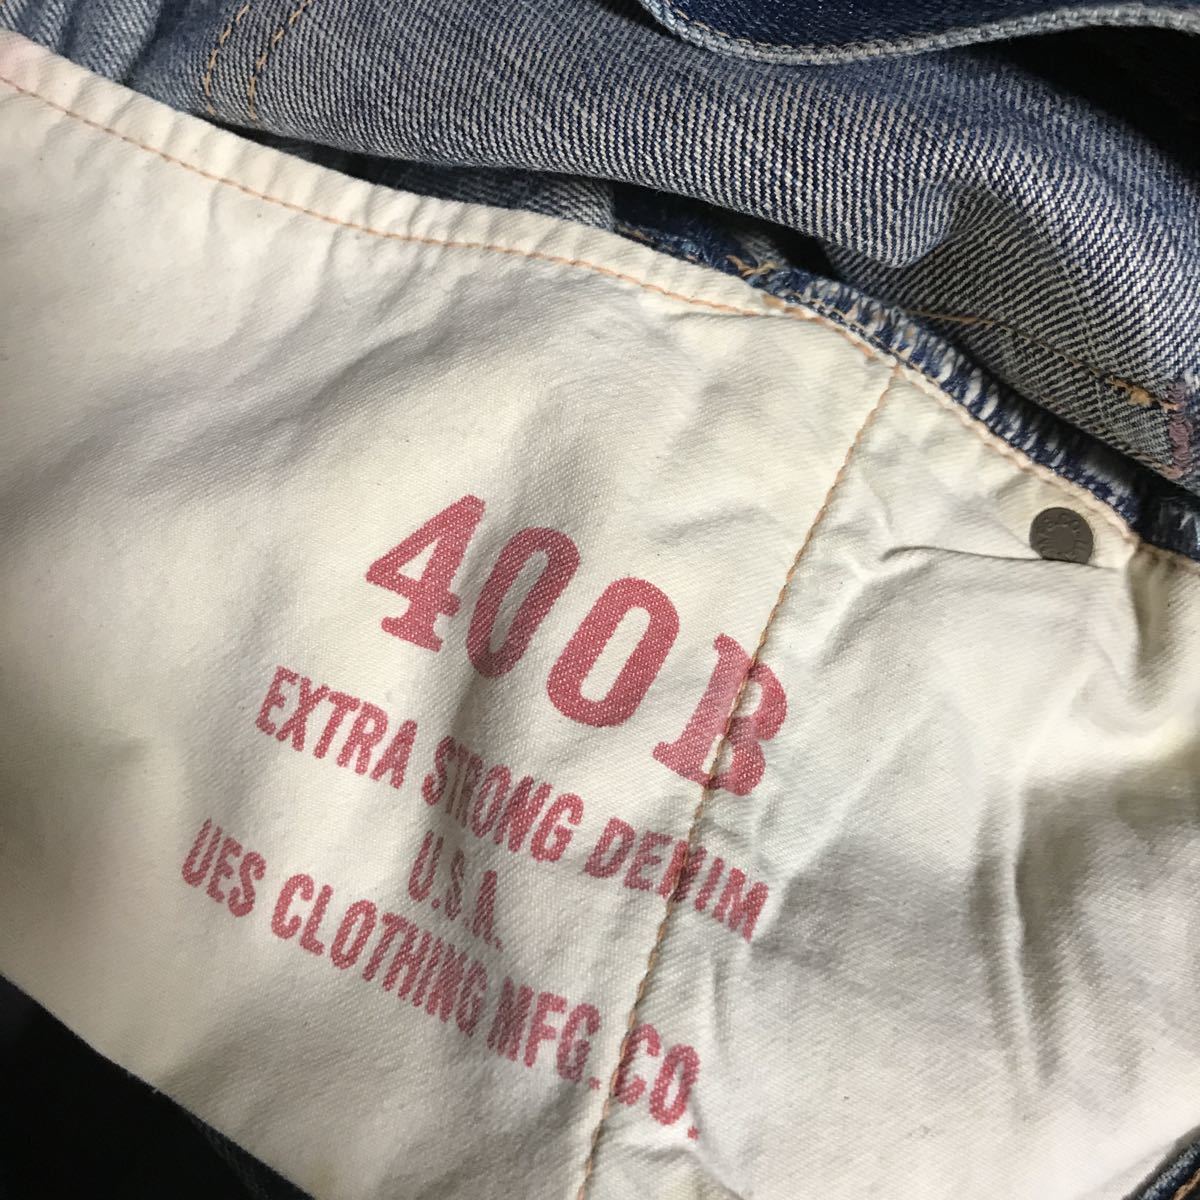 400B
EXTRA STRONG DENIM
U.S.A.
UES CLOTHING MFG. CO.